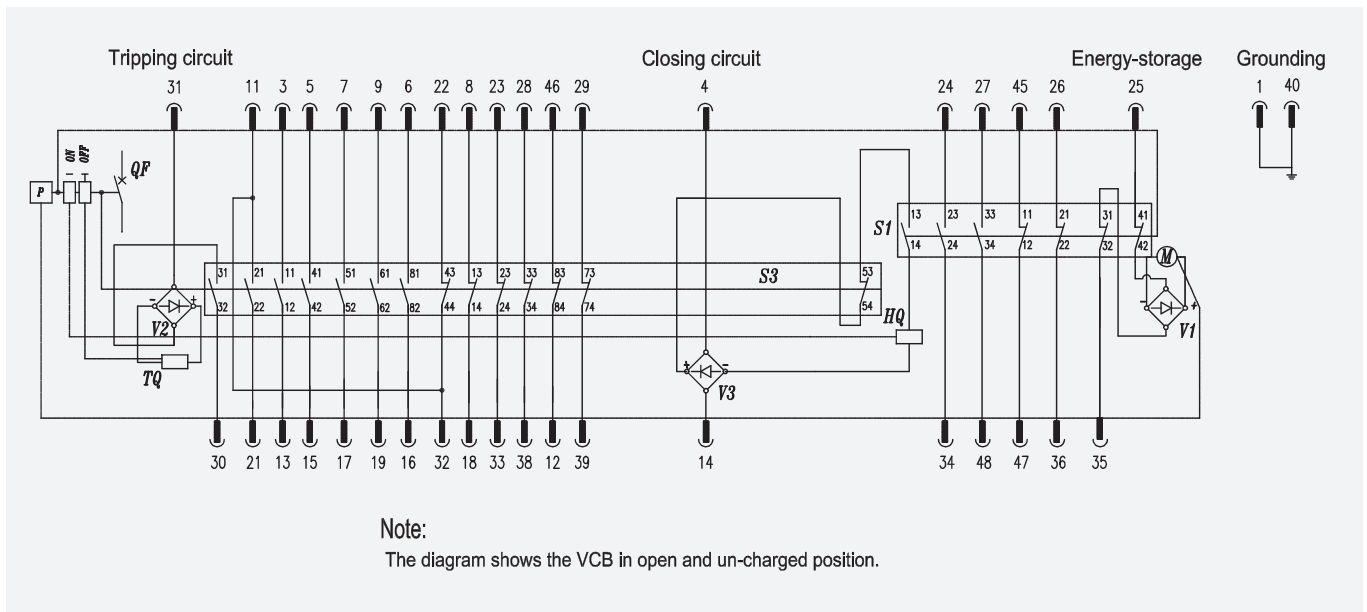 Tripping circuit Closing circuit Energy-storage Grounding
31 11 3 5 7 9 6 22 8 23 28 46 29 4 24 27 45 26 25 1 40
ON OFF QF
P
13 23 33 11 21 31 41
S1
14 24 34 12 22 32 42
M
31 21 11 41 51 61 81 43 13 23 33 83 73 S3 53
32 22 12 42 52 62 82 44 14 24 34 84 74 54
- + V2
HQ
- + V1
TQ
+ - V3
30 21 13 15 17 19 16 32 18 33 38 12 39 14 34 48 47 36 35
Note:
The diagram shows the VCB in open and un-charged position.